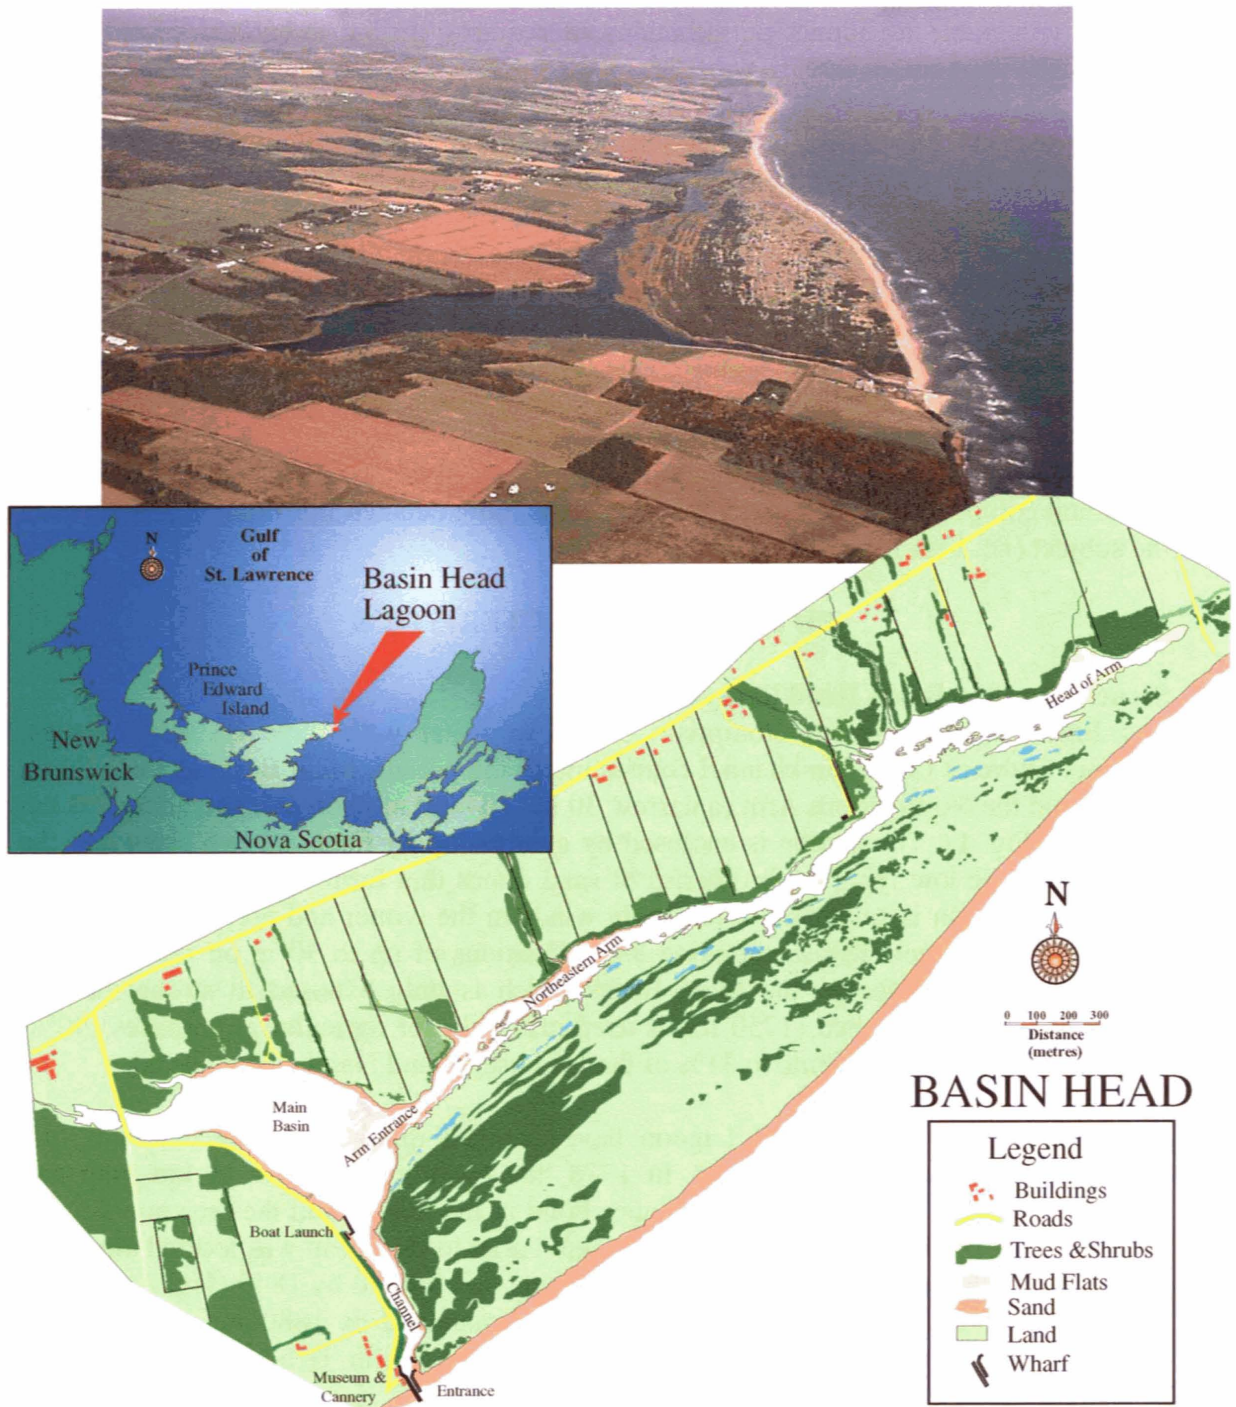 N
Gulf
of
St. Lawrence
Basin Head
Lagoon
Prince
Edward
Island
New
Brunswick
Nova Scotia
Head of Arm
Northeastern Arm
Main
Basin
Arm Entrance
Boat Launch
Channel
Museum &
Cannery
Entrance
N
0 100 200 300
Distance
(metres)
BASIN HEAD
Legend
Buildings
Roads
Trees &Shrubs
Mud Flats
Sand
Land
Wharf